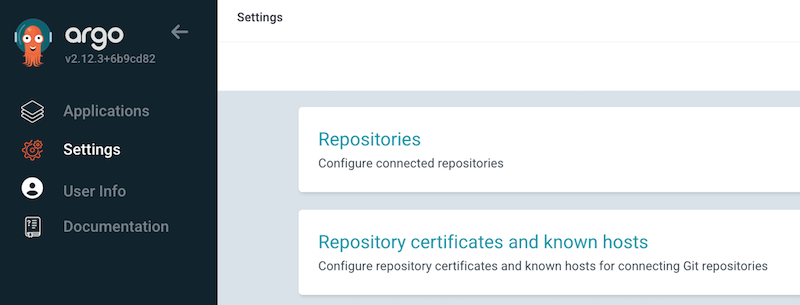 argo
v2.12.3+6b9cd82
Applications
Settings
User Info
Documentation
Settings
Repositories
Configure connected repositories
Repository certificates and known hosts
Configure repository certificates and known hosts for connecting Git repositories